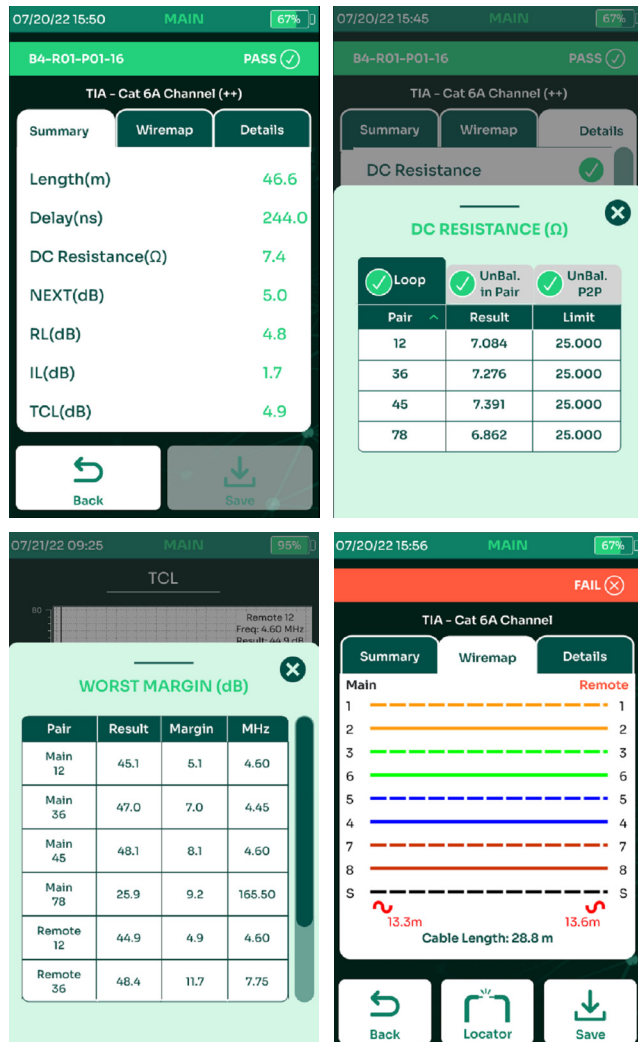 07/20/22 15:50 MAIN 67%
B4-R01-P01-16 PASS
TIA - Cat 6A Channel (++)
Summary Wiremap Details
Length(m) 46.6
Delay(ns) 244.0
DC Resistance(Ω) 7.4
NEXT(dB) 5.0
RL(dB) 4.8
IL(dB) 1.7
TCL(dB) 4.9
Back Save
07/20/22 15:45 MAIN 67%
B4-R01-P01-16 PASS
TIA - Cat 6A Channel (++)
Summary Wiremap Details
DC Resistance
DC RESISTANCE (Ω)
Loop UnBal. in Pair UnBal. P2P
Pair Result Limit
12 7.084 25.000
36 7.276 25.000
45 7.391 25.000
78 6.862 25.000
07/21/22 09:25 MAIN 95%
TCL
80
Remote 12
Freq: 4.60 MHz
Result: 44.9 dB
WORST MARGIN (dB)
Pair Result Margin MHz
Main 12 45.1 5.1 4.60
Main 36 47.0 7.0 4.45
Main 45 48.1 8.1 4.60
Main 78 25.9 9.2 165.50
Remote 12 44.9 4.9 4.60
Remote 36 48.4 11.7 7.75
07/20/22 15:56 MAIN 67%
FAIL
TIA - Cat 6A Channel
Summary Wiremap Details
Main Remote
1 1
2 2
3 3
6 6
5 5
4 4
7 7
8 8
S S
13.3m 13.6m
Cable Length: 28.8 m
Back Locator Save